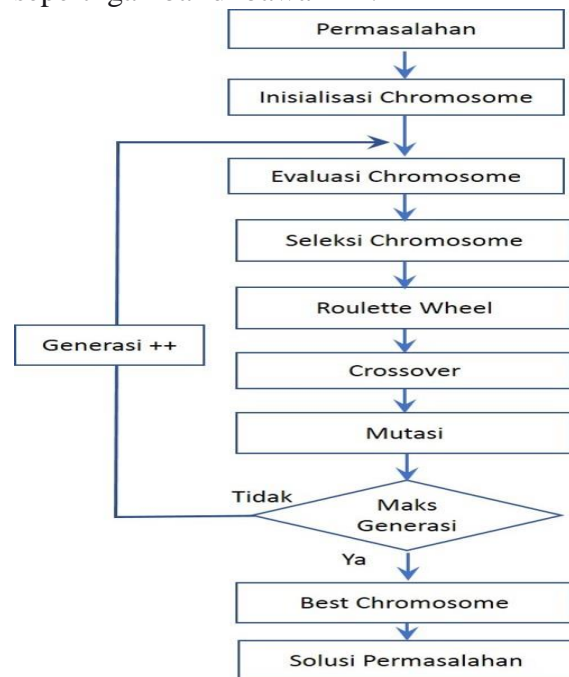 Permasalahan
Inisialisasi Chromosome
Evaluasi Chromosome
Seleksi Chromosome
Roulette Wheel
Generasi ++
Crossover
Mutasi
Tidak
Maks
Generasi
Ya
Best Chromosome
Solusi Permasalahan